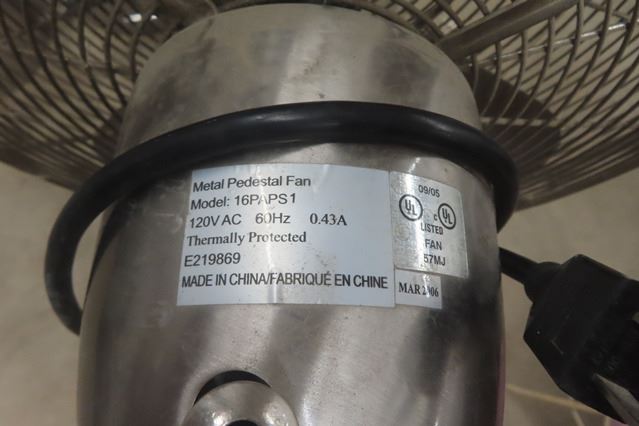 Metal Pedestal Fan
Model: 16PAPS1
120V AC 60Hz 0.43A
Thermally Protected
E219869
MADE IN CHINA/FABRIQUÉ EN CHINE
09/05
UL C UL
LISTED
FAN
57MJ
MAR 2006